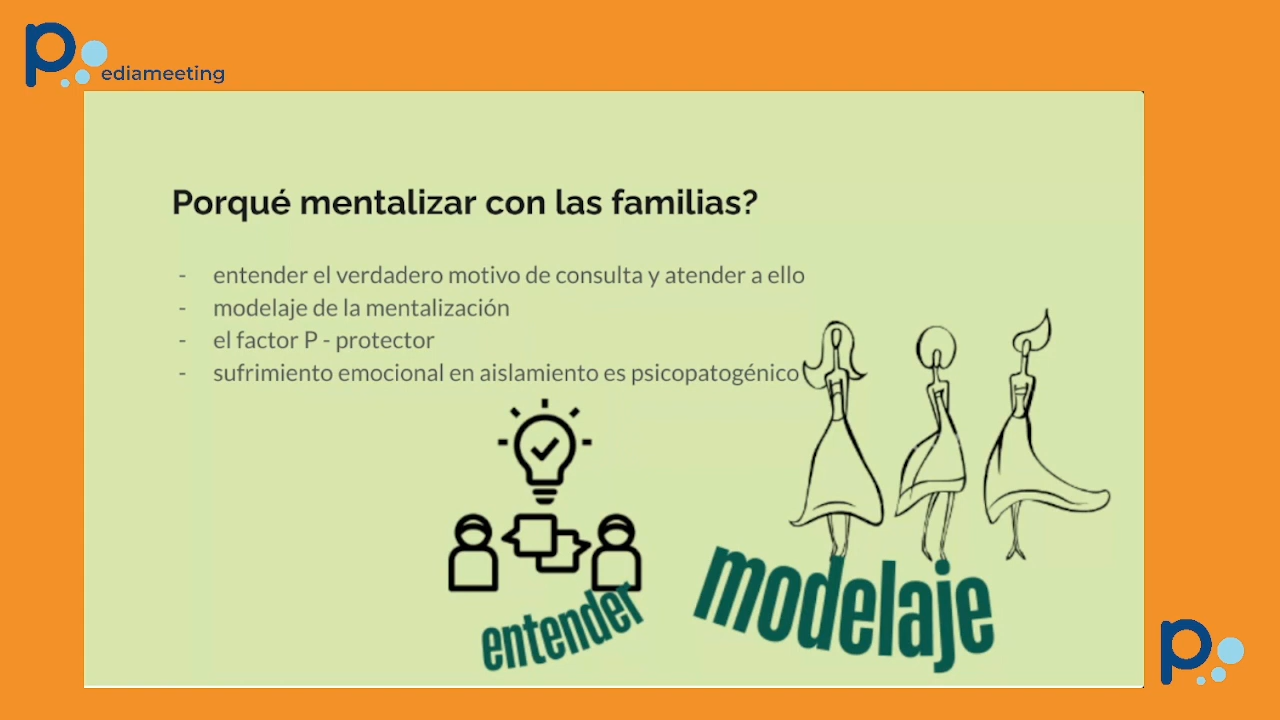 Pediameeting
Porqué mentalizar con las familias?
- entender el verdadero motivo de consulta y atender a ello
- modelaje de la mentalización
- el factor P - protector
- sufrimiento emocional en aislamiento es psicopatogénico
entender
modelaje
P